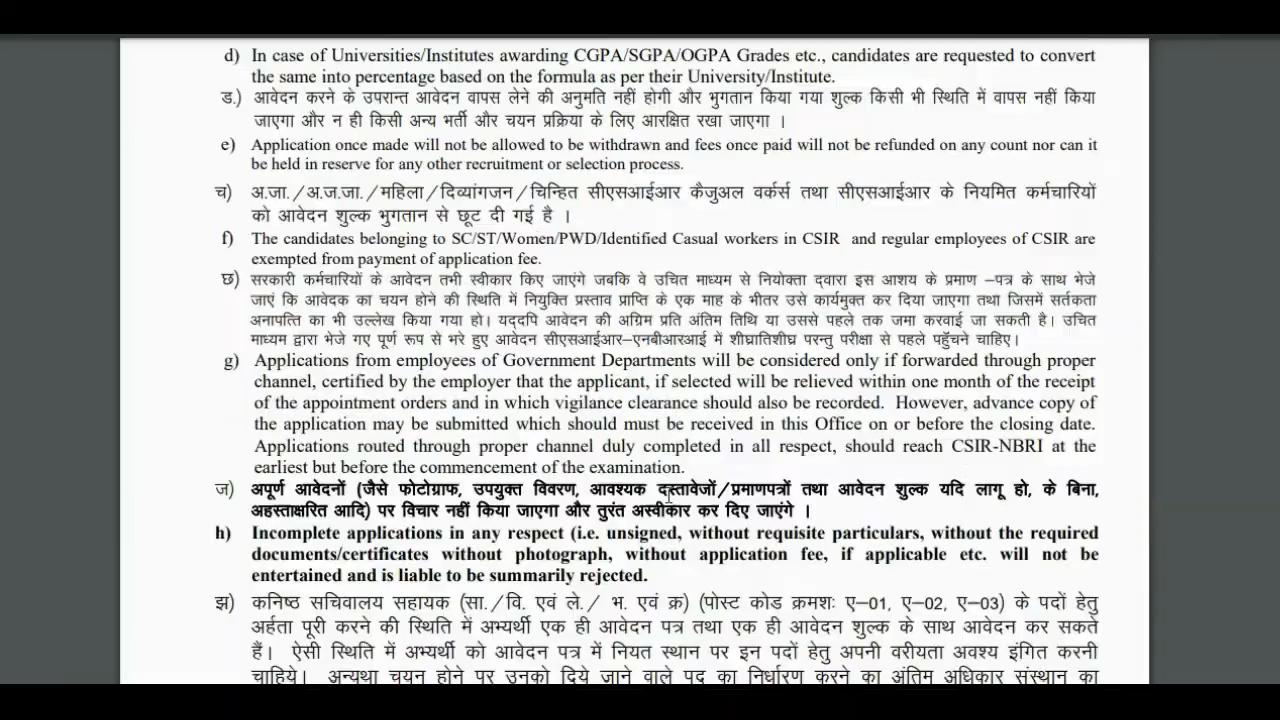 d) In case of Universities/Institutes awarding CGPA/SGPA/OGPA Grades etc., candidates are requested to convert
the same into percentage based on the formula as per their University/Institute.
ड.) आवेदन करने के उपरान्त आवेदन वापस लेने की अनुमति नहीं होगी और भुगतान किया गया शुल्क किसी भी स्थिति में वापस नहीं किया
जाएगा और न ही किसी अन्य भर्ती और चयन प्रक्रिया के लिए आरक्षित रखा जाएगा ।
e) Application once made will not be allowed to be withdrawn and fees once paid will not be refunded on any count nor can it
be held in reserve for any other recruitment or selection process.
च) अ.जा./अ.ज.जा./महिला/दिव्यांगजन/चिन्हित सीएसआईआर कैजुअल वर्कर्स तथा सीएसआईआर के नियमित कर्मचारियों
को आवेदन शुल्क भुगतान से छूट दी गई है ।
f) The candidates belonging to SC/ST/Women/PWD/Identified Casual workers in CSIR and regular employees of CSIR are
exempted from payment of application fee.
छ) सरकारी कर्मचारियों के आवेदन तभी स्वीकार किए जाएंगे जबकि वे उचित माध्यम से नियोक्ता द्वारा इस आशय के प्रमाण –पत्र के साथ भेजे
जाएं कि आवेदक का चयन होने की स्थिति में नियुक्ति प्रस्ताव प्राप्ति के एक माह के भीतर उसे कार्यमुक्त कर दिया जाएगा तथा जिसमें सर्तकता
अनापत्ति का भी उल्लेख किया गया हो। यद्दपि आवेदन की अग्रिम प्रति अंतिम तिथि या उससे पहले तक जमा करवाई जा सकती है। उचित
माध्यम द्वारा भेजे गए पूर्ण रूप से भरे हुए आवेदन सीएसआईआर–एनबीआरआई में शीघ्रातिशीघ्र परन्तु परीक्षा से पहले पहुँचने चाहिए।
g) Applications from employees of Government Departments will be considered only if forwarded through proper
channel, certified by the employer that the applicant, if selected will be relieved within one month of the receipt
of the appointment orders and in which vigilance clearance should also be recorded. However, advance copy of
the application may be submitted which should must be received in this Office on or before the closing date.
Applications routed through proper channel duly completed in all respect, should reach CSIR-NBRI at the
earliest but before the commencement of the examination.
ज) अपूर्ण आवेदनों (जैसे फोटोग्राफ, उपयुक्त विवरण, आवश्यक दस्तावेजों/प्रमाणपत्रों तथा आवेदन शुल्क यदि लागू हो, के बिना,
अहस्ताक्षरित आदि) पर विचार नहीं किया जाएगा और तुरंत अस्वीकार कर दिए जाएंगे ।
h) Incomplete applications in any respect (i.e. unsigned, without requisite particulars, without the required
documents/certificates without photograph, without application fee, if applicable etc. will not be
entertained and is liable to be summarily rejected.
झ) कनिष्ठ सचिवालय सहायक (सा./वि. एवं ले./ भ. एवं क्र) (पोस्ट कोड क्रमशः ए–01, ए–02, ए–03) के पदों हेतु
अर्हता पूरी करने की स्थिति में अभ्यर्थी एक ही आवेदन पत्र तथा एक ही आवेदन शुल्क के साथ आवेदन कर सकते
हैं। ऐसी स्थिति में अभ्यर्थी को आवेदन पत्र में नियत स्थान पर इन पदों हेतु अपनी वरीयता अवश्य इंगित करनी
चाहिये। अन्यथा चयन होने पर उनको दिये जाने वाले पद का निर्धारण करने का अंतिम अधिकार संस्थान का